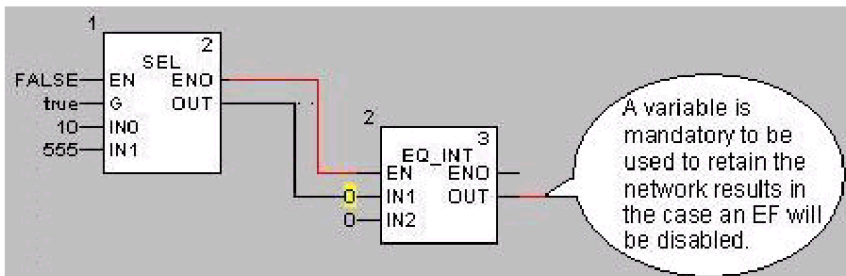 1
2
SEL
FALSE EN ENO
true G OUT
10 IN0
555 IN1
2
3
EQ_INT
EN ENO
0 IN1 OUT
0 IN2
A variable is
mandatory to be
used to retain the
network results in
the case an EF will
be disabled.